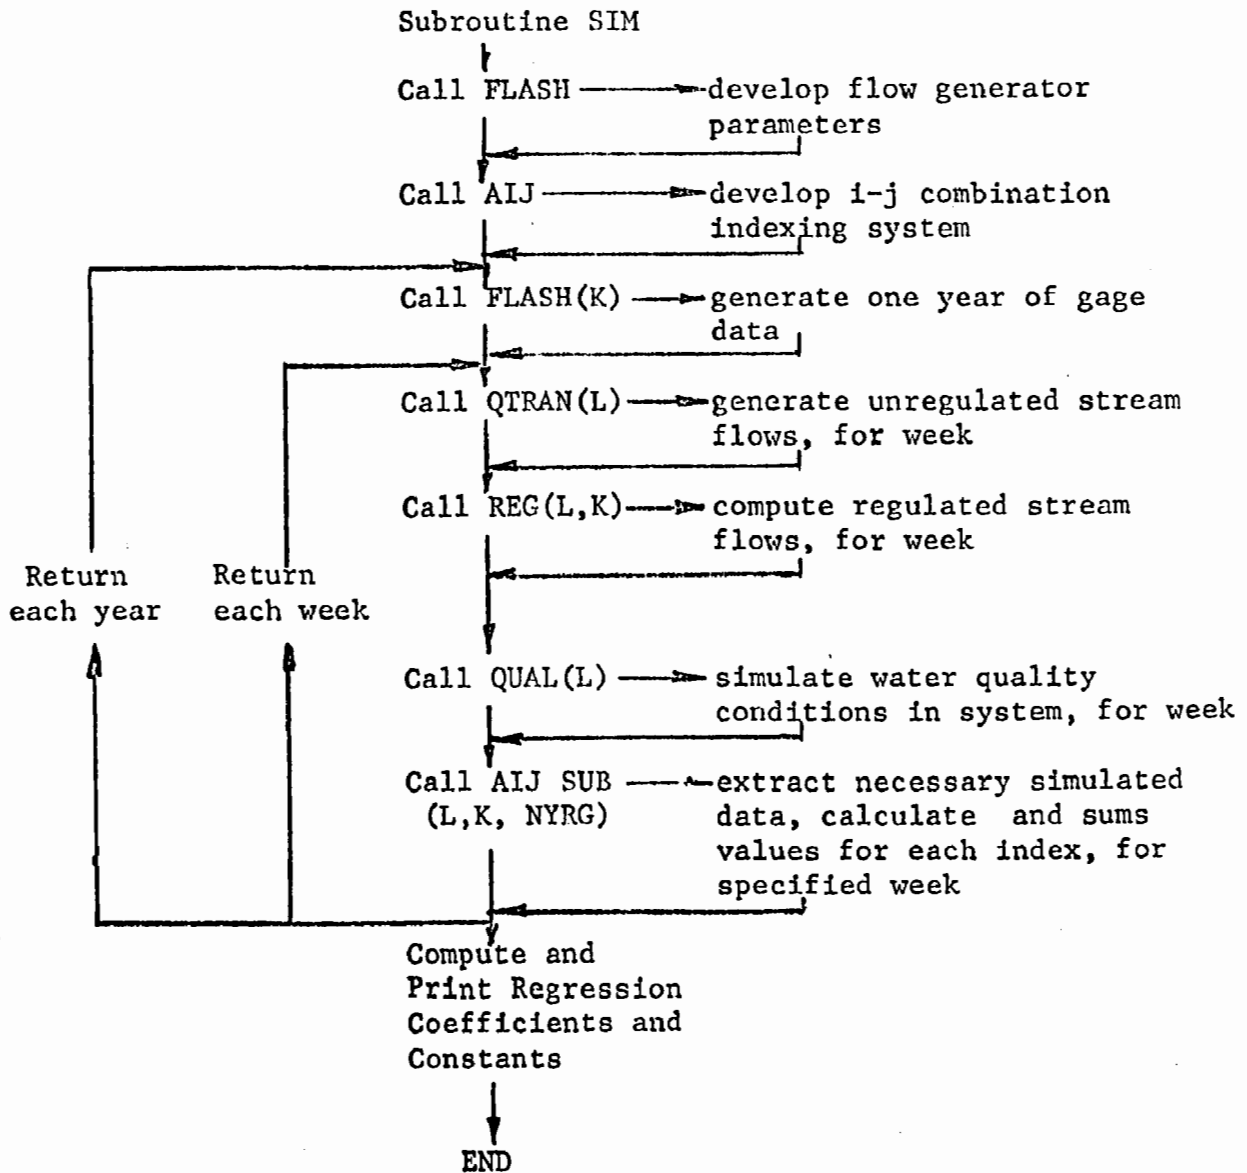 Subroutine SIM
Call FLASH
develop flow generator
parameters
Call AIJ
develop i-j combination
indexing system
Call FLASH(K)
generate one year of gage
data
Call QTRAN(L)
generate unregulated stream
flows, for week
Call REG(L,K)
compute regulated stream
flows, for week
Return
each year
Return
each week
Call QUAL(L)
simulate water quality
conditions in system, for week
Call AIJ SUB
(L,K, NYRG)
extract necessary simulated
data, calculate and sums
values for each index, for
specified week
Compute and
Print Regression
Coefficients and
Constants
END